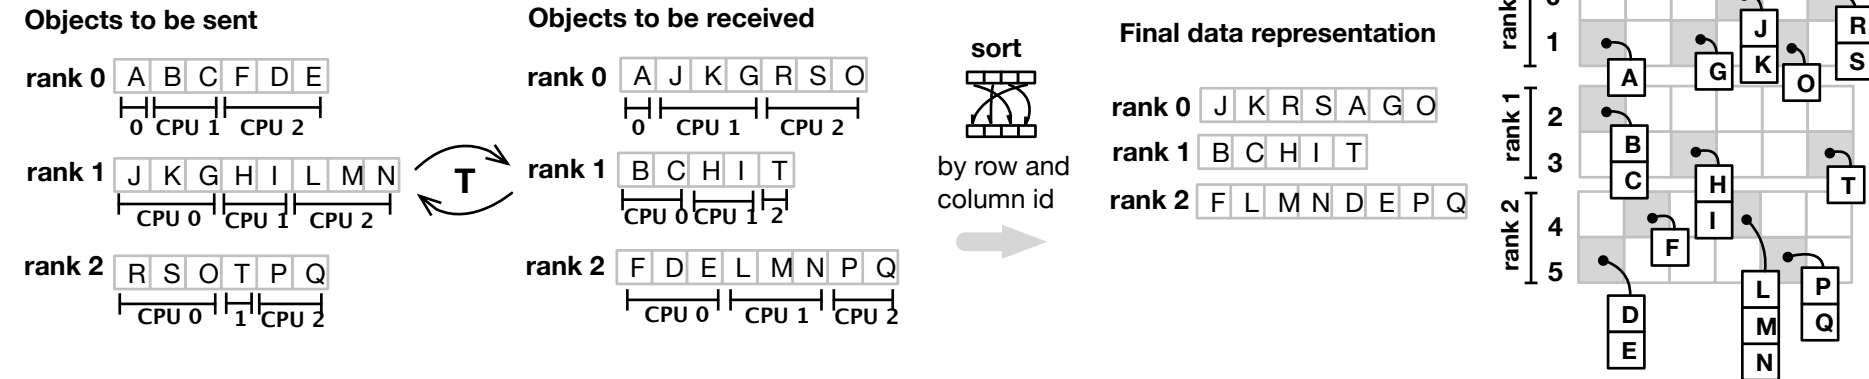 Objects to be sent
rank 0 A B C F D E
0 CPU 1 CPU 2
rank 1 J K G H I L M N
CPU 0 CPU 1 CPU 2
rank 2 R S O T P Q
CPU 0 1 CPU 2
T
Objects to be received
rank 0 A J K G R S O
0 CPU 1 CPU 2
rank 1 B C H I T
CPU 0 CPU 1 2
rank 2 F D E L M N P Q
CPU 0 CPU 1 CPU 2
sort
by row and
column id
Final data representation
rank 0 J K R S A G O
rank 1 B C H I T
rank 2 F L M N D E P Q
rank
1
A
G
J
K
O
R
S
rank 1
2
3
B
C
H
I
T
rank 2
4
5
F
D
E
L
M
N
P
Q